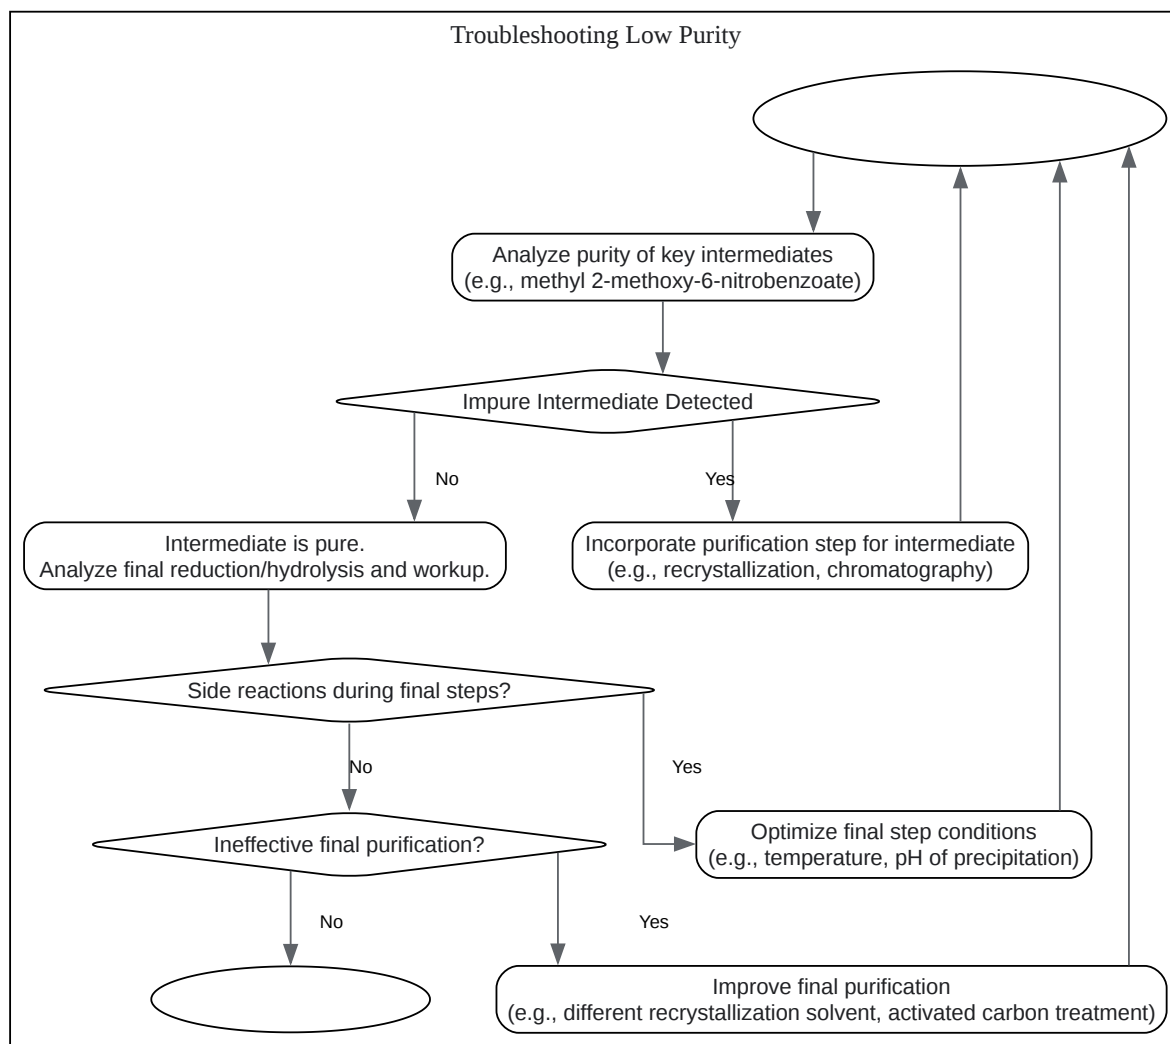 Troubleshooting Low Purity
Analyze purity of key intermediates
(e.g., methyl 2-methoxy-6-nitrobenzoate)
Impure Intermediate Detected
No
Yes
Intermediate is pure.
Analyze final reduction/hydrolysis and workup.
Incorporate purification step for intermediate
(e.g., recrystallization, chromatography)
Side reactions during final steps?
No
Yes
Ineffective final purification?
Optimize final step conditions
(e.g., temperature, pH of precipitation)
No
Yes
Improve final purification
(e.g., different recrystallization solvent, activated carbon treatment)